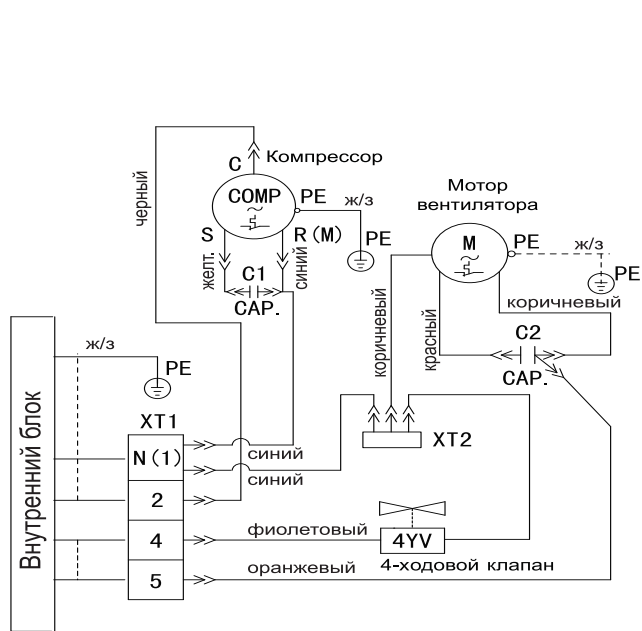 C
Компрессор
COMP
PE
ж/з
черный
S
R (M)
PE
желт.
C1
синий
CAP.
Мотор
вентилятора
M
PE
ж/з
PE
коричневый
коричневый
красный
C2
CAP.
ж/з
PE
XT1
XT2
N (1)
синий
синий
2
4
фиолетовый
4YV
5
оранжевый
4-ходовой клапан
Внутренний блок